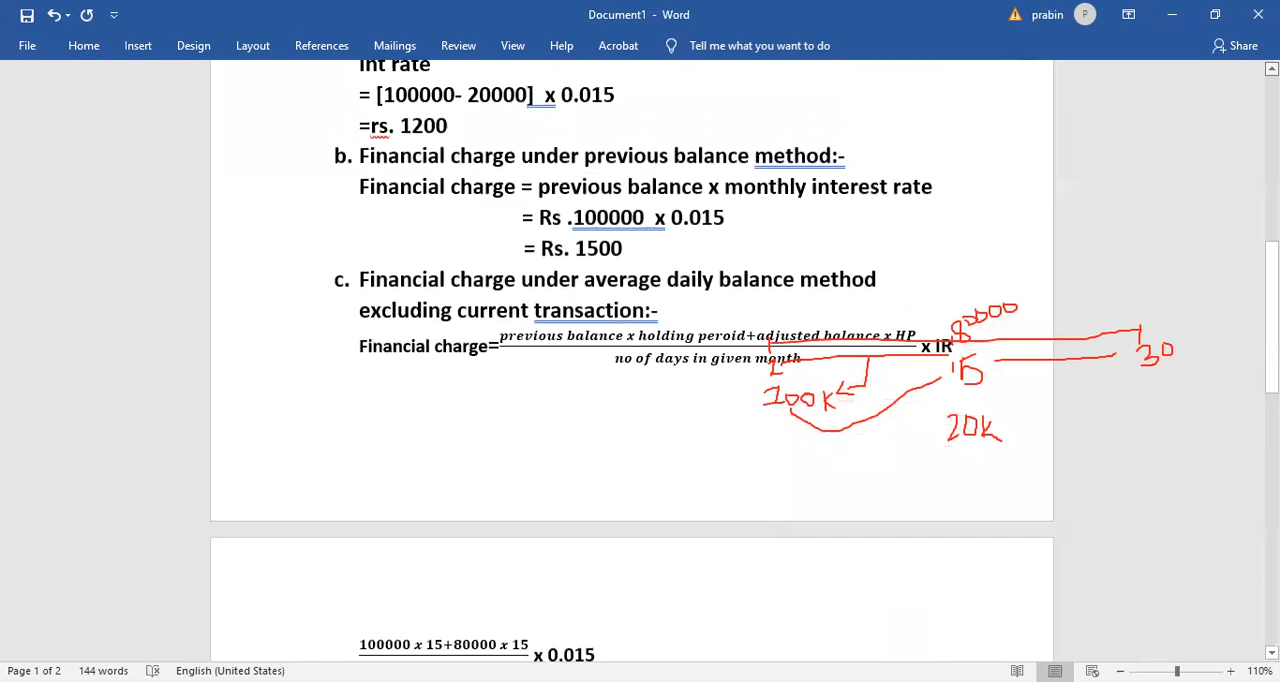 Document1 - Word
prabin P
File Home Insert Design Layout References Mailings Review View Help Acrobat Tell me what you want to do Share
Int rate
= [100000- 20000] x 0.015
=rs. 1200
b. Financial charge under previous balance method:-
Financial charge = previous balance x monthly interest rate
= Rs .100000 x 0.015
= Rs. 1500
c. Financial charge under average daily balance method
excluding current transaction:-
80000
previous balance x holding peroid+adjusted balance x HP
Financial charge= x IR
no of days in given month
1 15 30
100K
20K
100000 x 15+80000 x 15
x 0.015
Page 1 of 2 144 words English (United States) 110%